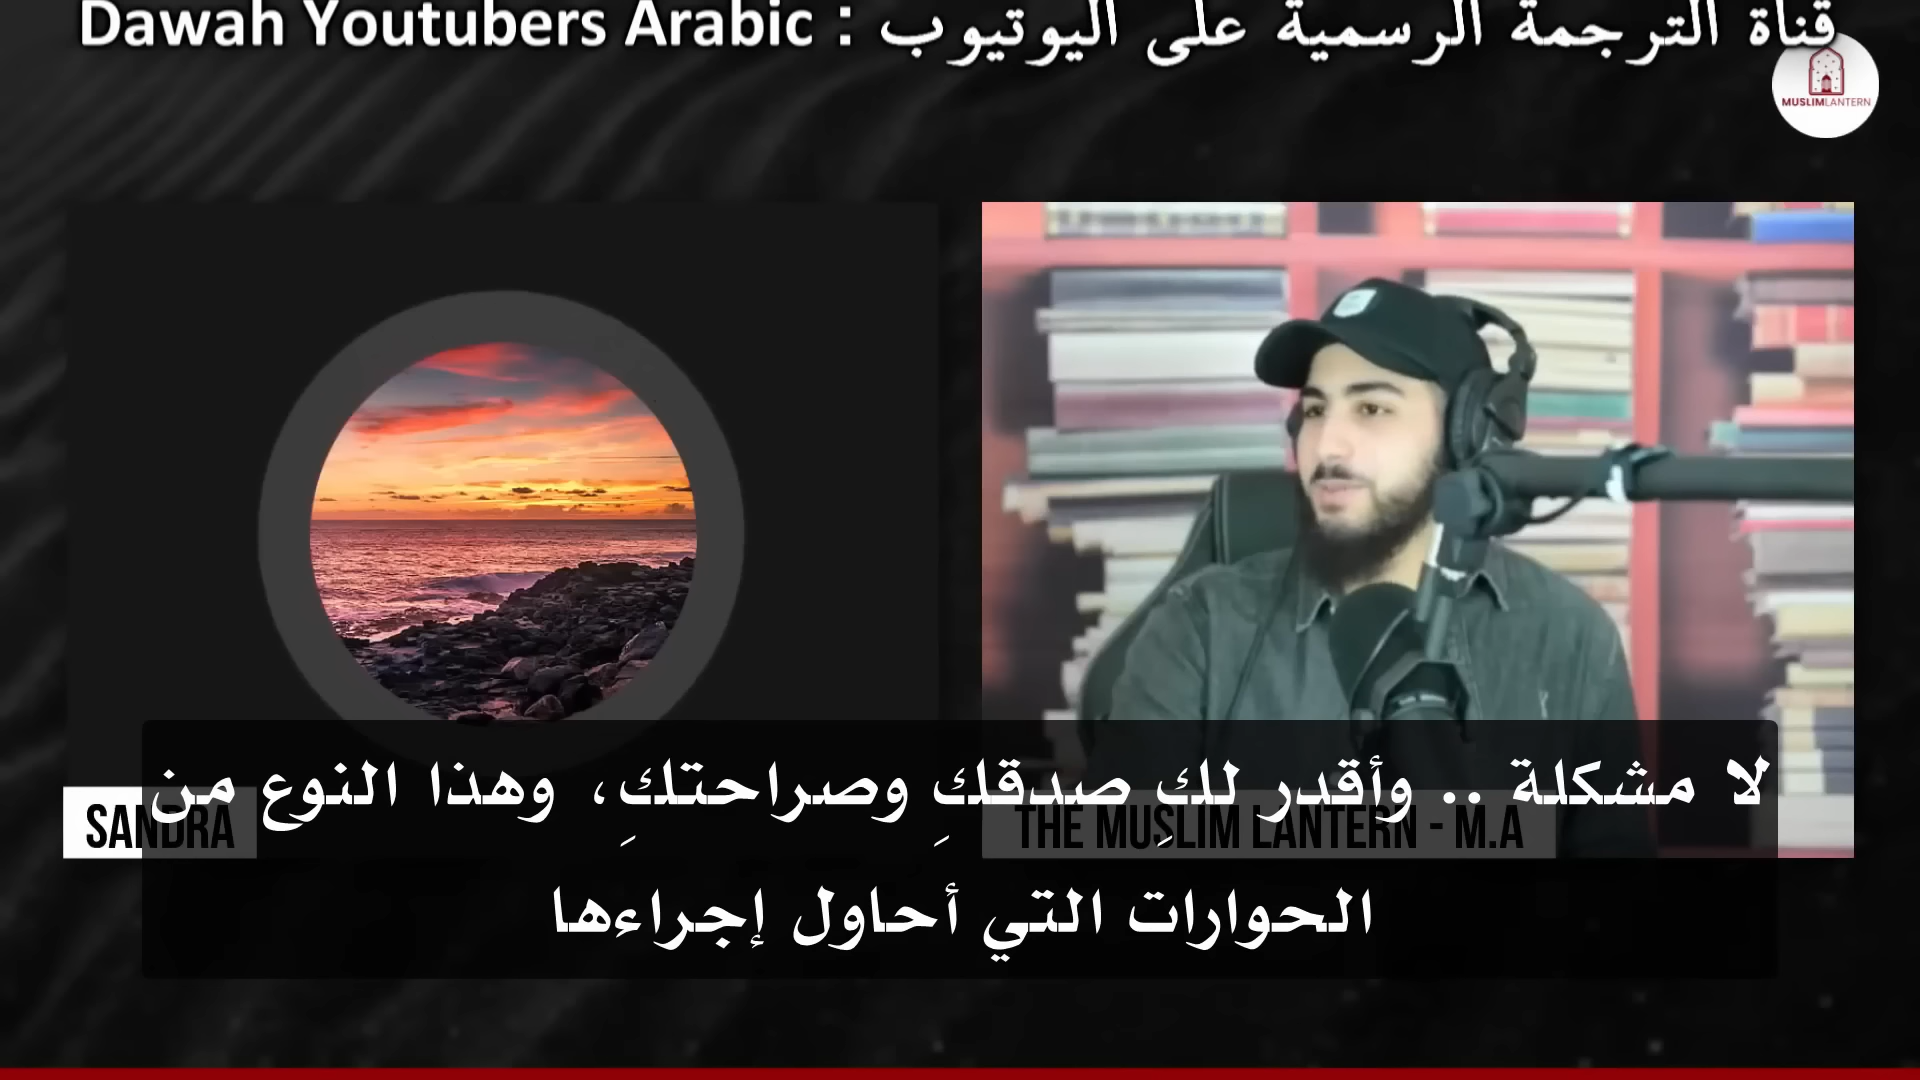 قناة الترجمة الرسمية على اليوتيوب : Dawah Youtubers Arabic
MUSLIMLANTERN
لا مشكلة .. وأقدر لكِ صدقكِ وصراحتكِ، وهذا النوع من
SANDRA
THE MUSLIM LANTERN - M.A
الحوارات التي أحاول إجراءها